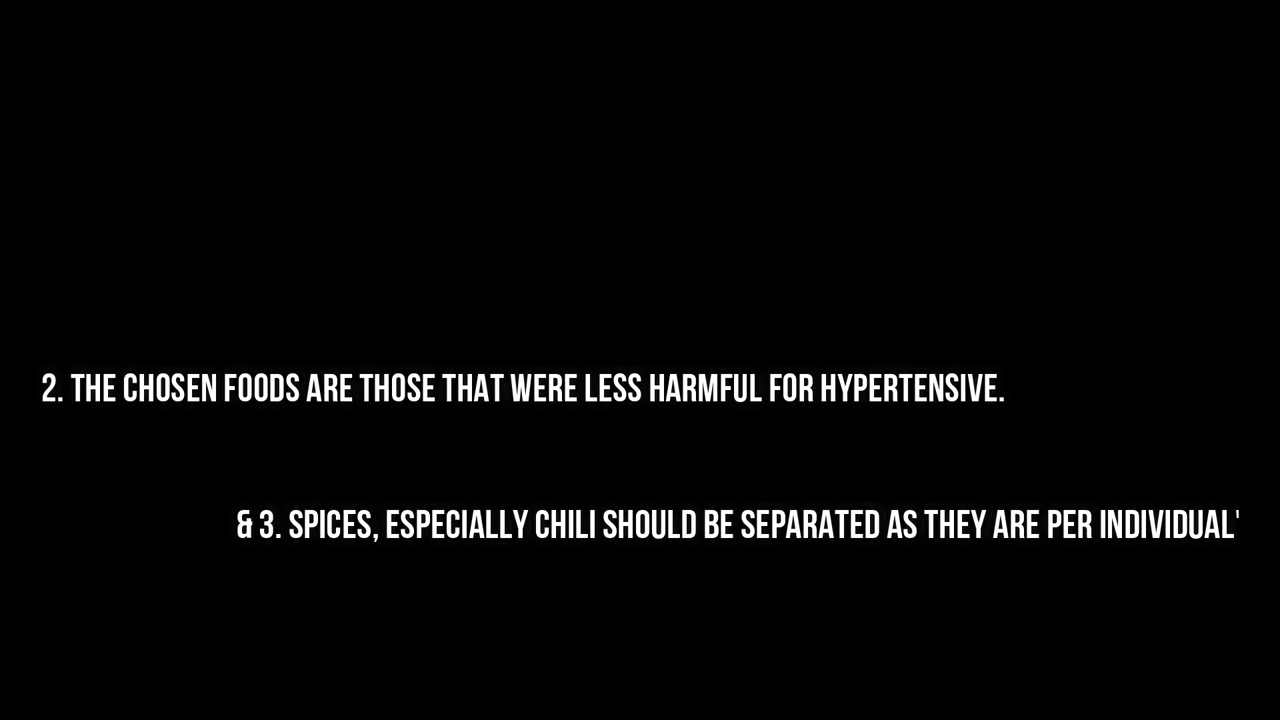 2. THE CHOSEN FOODS ARE THOSE THAT WERE LESS HARMFUL FOR HYPERTENSIVE.
& 3. SPICES, ESPECIALLY CHILI SHOULD BE SEPARATED AS THEY ARE PER INDIVIDUAL'